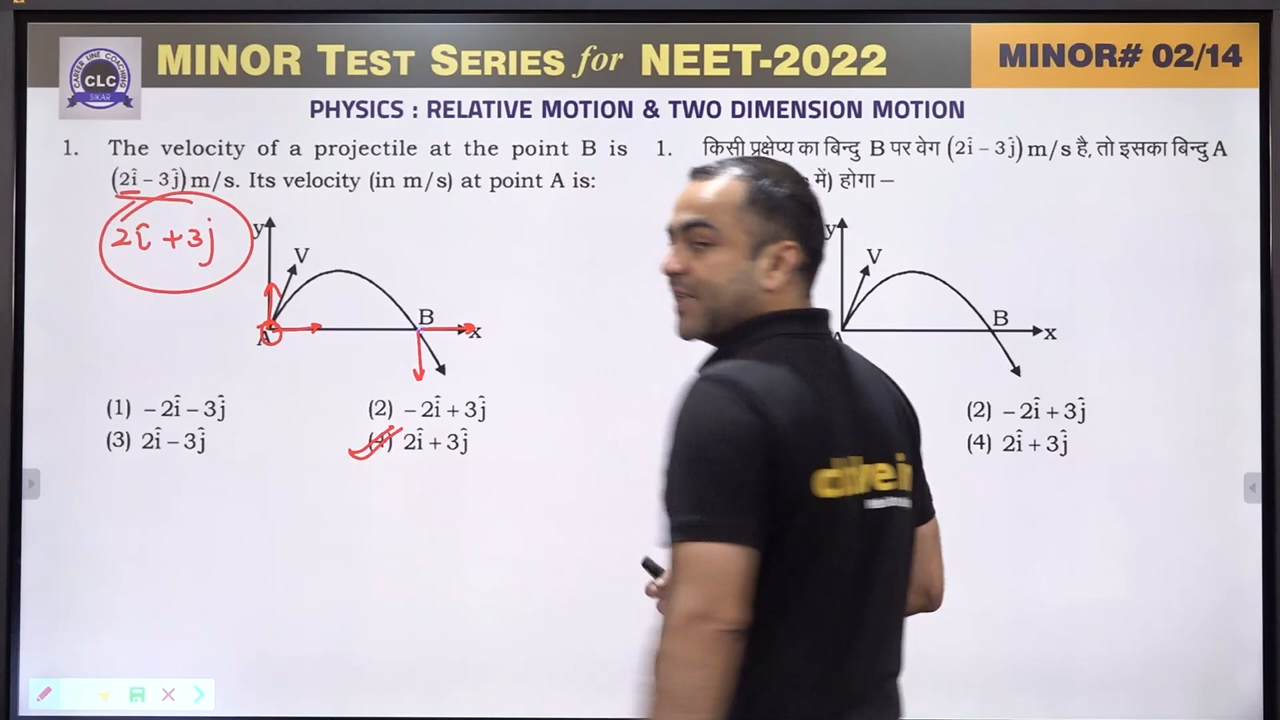 MINOR TEST SERIES for NEET-2022
MINOR# 02/14
CAREER LINE COACHING
CLC
SIKAR
PHYSICS : RELATIVE MOTION & TWO DIMENSION MOTION
1. The velocity of a projectile at the point B is
(2î – 3ĵ) m/s. Its velocity (in m/s) at point A is:
2î + 3j
y
V
B
A
x
(1) – 2î – 3ĵ
(2) – 2î + 3ĵ
(3) 2î – 3ĵ
(4) 2î + 3ĵ
1. किसी प्रक्षेप्य का बिन्दु B पर वेग (2î – 3ĵ) m/s है, तो इसका बिन्दु A
में) होगा –
y
V
B
x
(2) – 2î + 3ĵ
(4) 2î + 3ĵ